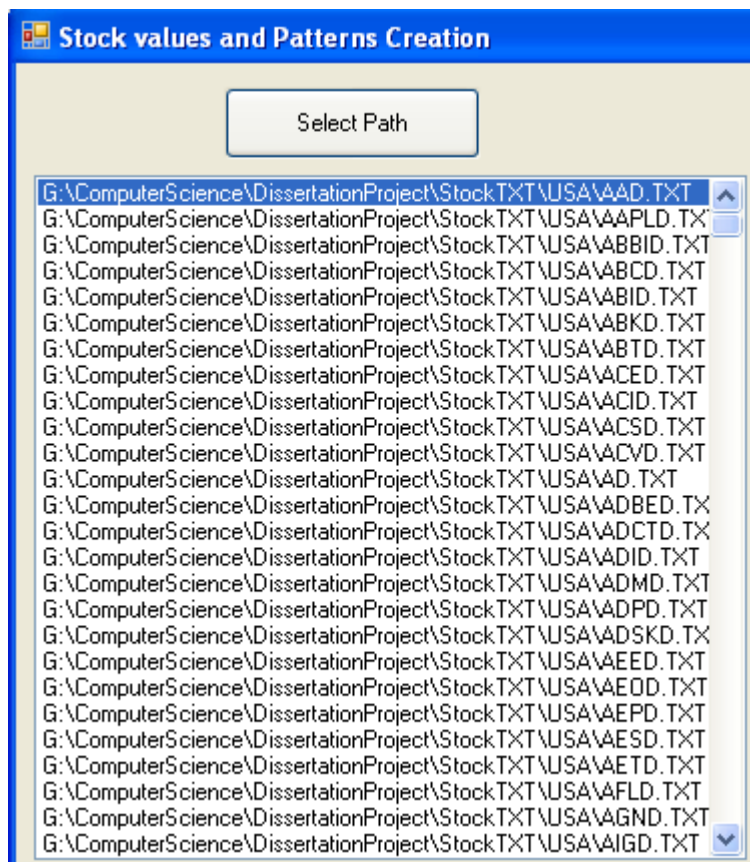 Stock values and Patterns Creation
Select Path
G:\ComputerScience\DissertationProject\StockTXT\USA\AAD.TXT
G:\ComputerScience\DissertationProject\StockTXT\USA\AAPLD.TX
G:\ComputerScience\DissertationProject\StockTXT\USA\ABBID.TXT
G:\ComputerScience\DissertationProject\StockTXT\USA\ABCD.TXT
G:\ComputerScience\DissertationProject\StockTXT\USA\ABID.TXT
G:\ComputerScience\DissertationProject\StockTXT\USA\ABKD.TXT
G:\ComputerScience\DissertationProject\StockTXT\USA\ABTD.TXT
G:\ComputerScience\DissertationProject\StockTXT\USA\ACED.TXT
G:\ComputerScience\DissertationProject\StockTXT\USA\ACID.TXT
G:\ComputerScience\DissertationProject\StockTXT\USA\ACSD.TXT
G:\ComputerScience\DissertationProject\StockTXT\USA\ACVD.TXT
G:\ComputerScience\DissertationProject\StockTXT\USA\AD.TXT
G:\ComputerScience\DissertationProject\StockTXT\USA\ADBED.TX
G:\ComputerScience\DissertationProject\StockTXT\USA\ADCTD.TX
G:\ComputerScience\DissertationProject\StockTXT\USA\ADID.TXT
G:\ComputerScience\DissertationProject\StockTXT\USA\ADMD.TXT
G:\ComputerScience\DissertationProject\StockTXT\USA\ADPD.TXT
G:\ComputerScience\DissertationProject\StockTXT\USA\ADSKD.TX
G:\ComputerScience\DissertationProject\StockTXT\USA\AEED.TXT
G:\ComputerScience\DissertationProject\StockTXT\USA\AEOD.TXT
G:\ComputerScience\DissertationProject\StockTXT\USA\AEPD.TXT
G:\ComputerScience\DissertationProject\StockTXT\USA\AESD.TXT
G:\ComputerScience\DissertationProject\StockTXT\USA\AETD.TXT
G:\ComputerScience\DissertationProject\StockTXT\USA\AFLD.TXT
G:\ComputerScience\DissertationProject\StockTXT\USA\AGND.TXT
G:\ComputerScience\DissertationProject\StockTXT\USA\AIGD.TXT